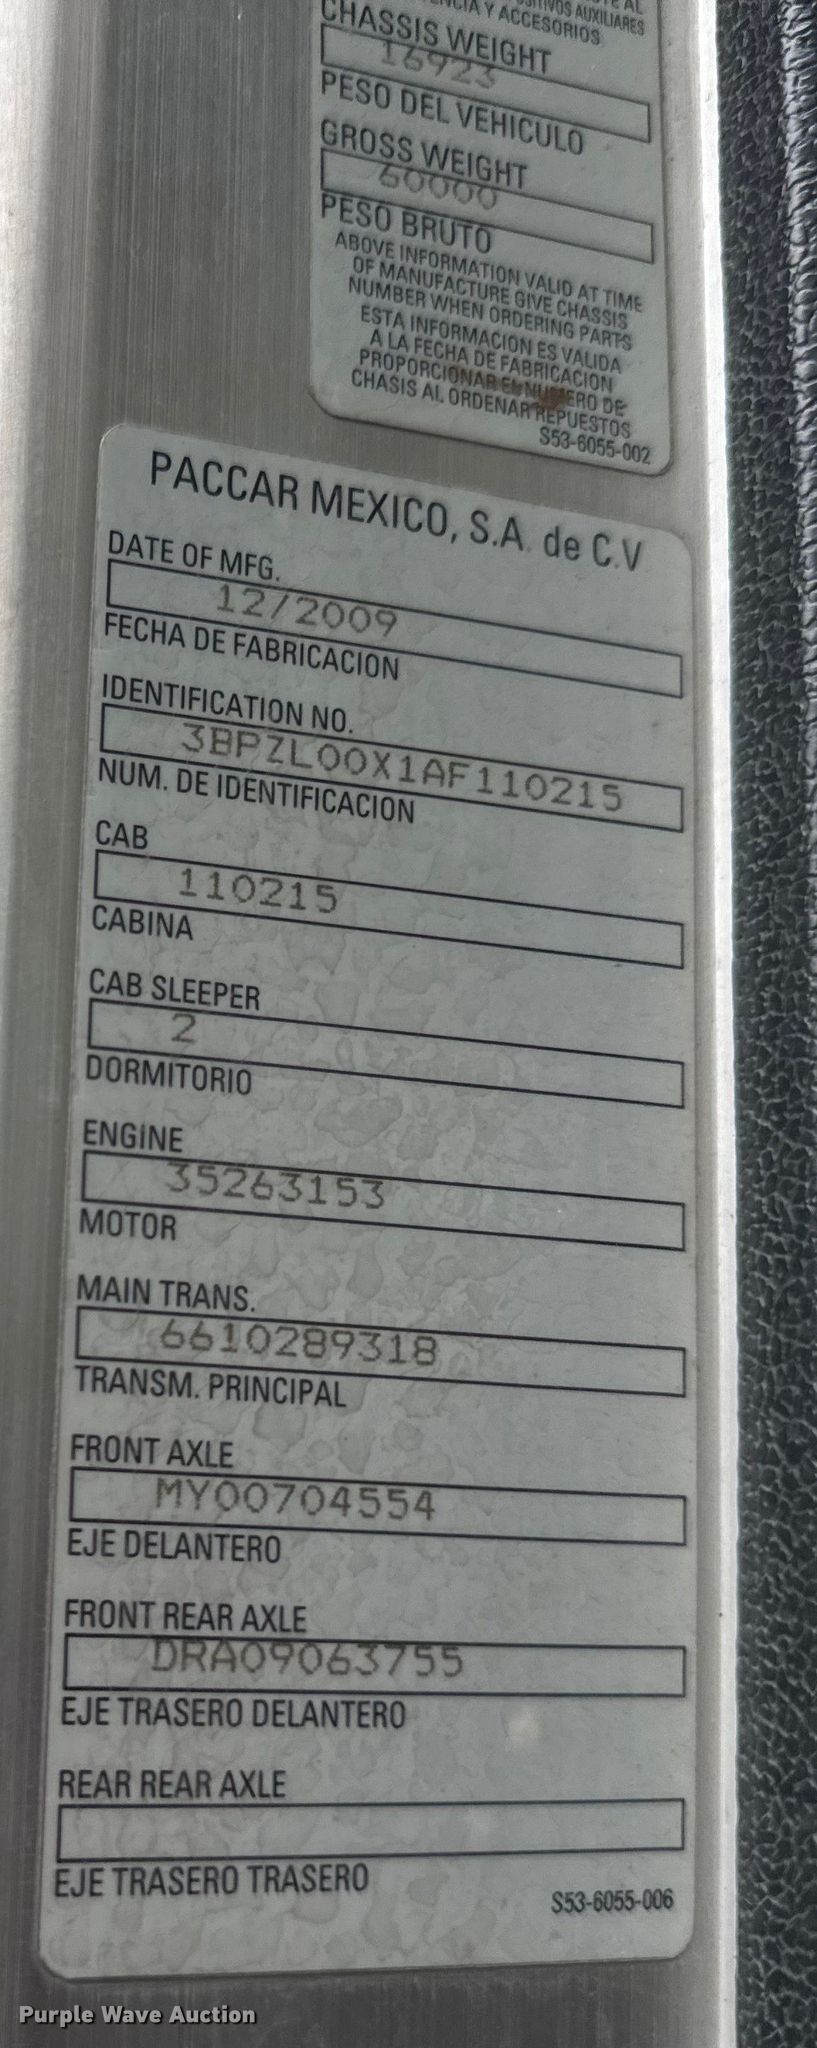 AUXILIARES
Y ACCESORIOS
CHASSIS WEIGHT
16923
PESO DEL VEHICULO
GROSS WEIGHT
60000
PESO BRUTO
ABOVE INFORMATION VALID AT TIME
OF MANUFACTURE GIVE CHASSIS
NUMBER WHEN ORDERING PARTS
ESTA INFORMACION ES VALIDA
A LA FECHA DE FABRICACION
PROPORCIONAR EL NUMERO DE
CHASIS AL ORDENAR REPUESTOS
S53-6055-002
PACCAR MEXICO, S.A. de C.V
DATE OF MFG.
12/2009
FECHA DE FABRICACION
IDENTIFICATION NO.
3BPZL00X1AF110215
NUM. DE IDENTIFICACION
CAB
110215
CABINA
CAB SLEEPER
2
DORMITORIO
ENGINE
35263153
MOTOR
MAIN TRANS.
6610289318
TRANSM. PRINCIPAL
FRONT AXLE
MY00704554
EJE DELANTERO
FRONT REAR AXLE
DRA09063755
EJE TRASERO DELANTERO
REAR REAR AXLE
EJE TRASERO TRASERO
S53-6055-006
Purple Wave Auction